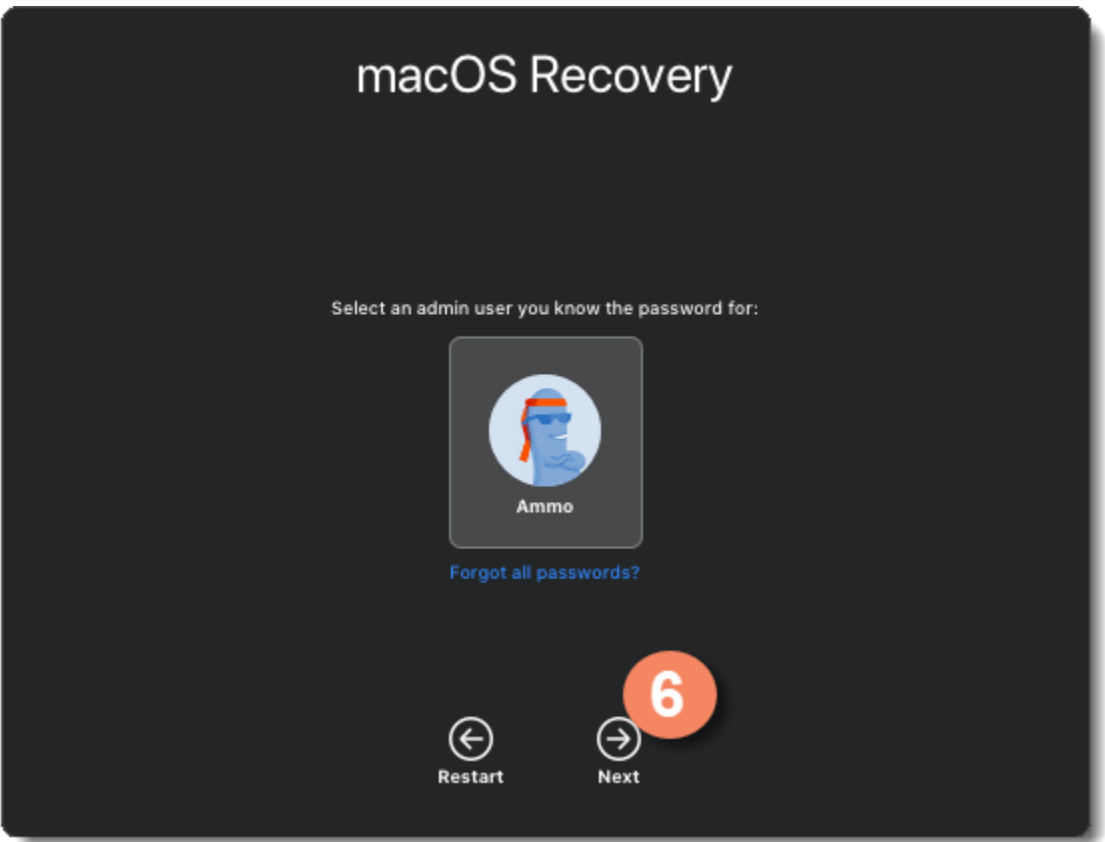 macOS Recovery
Select an admin user you know the password for:
Ammo
Forgot all passwords?
6
Restart
Next